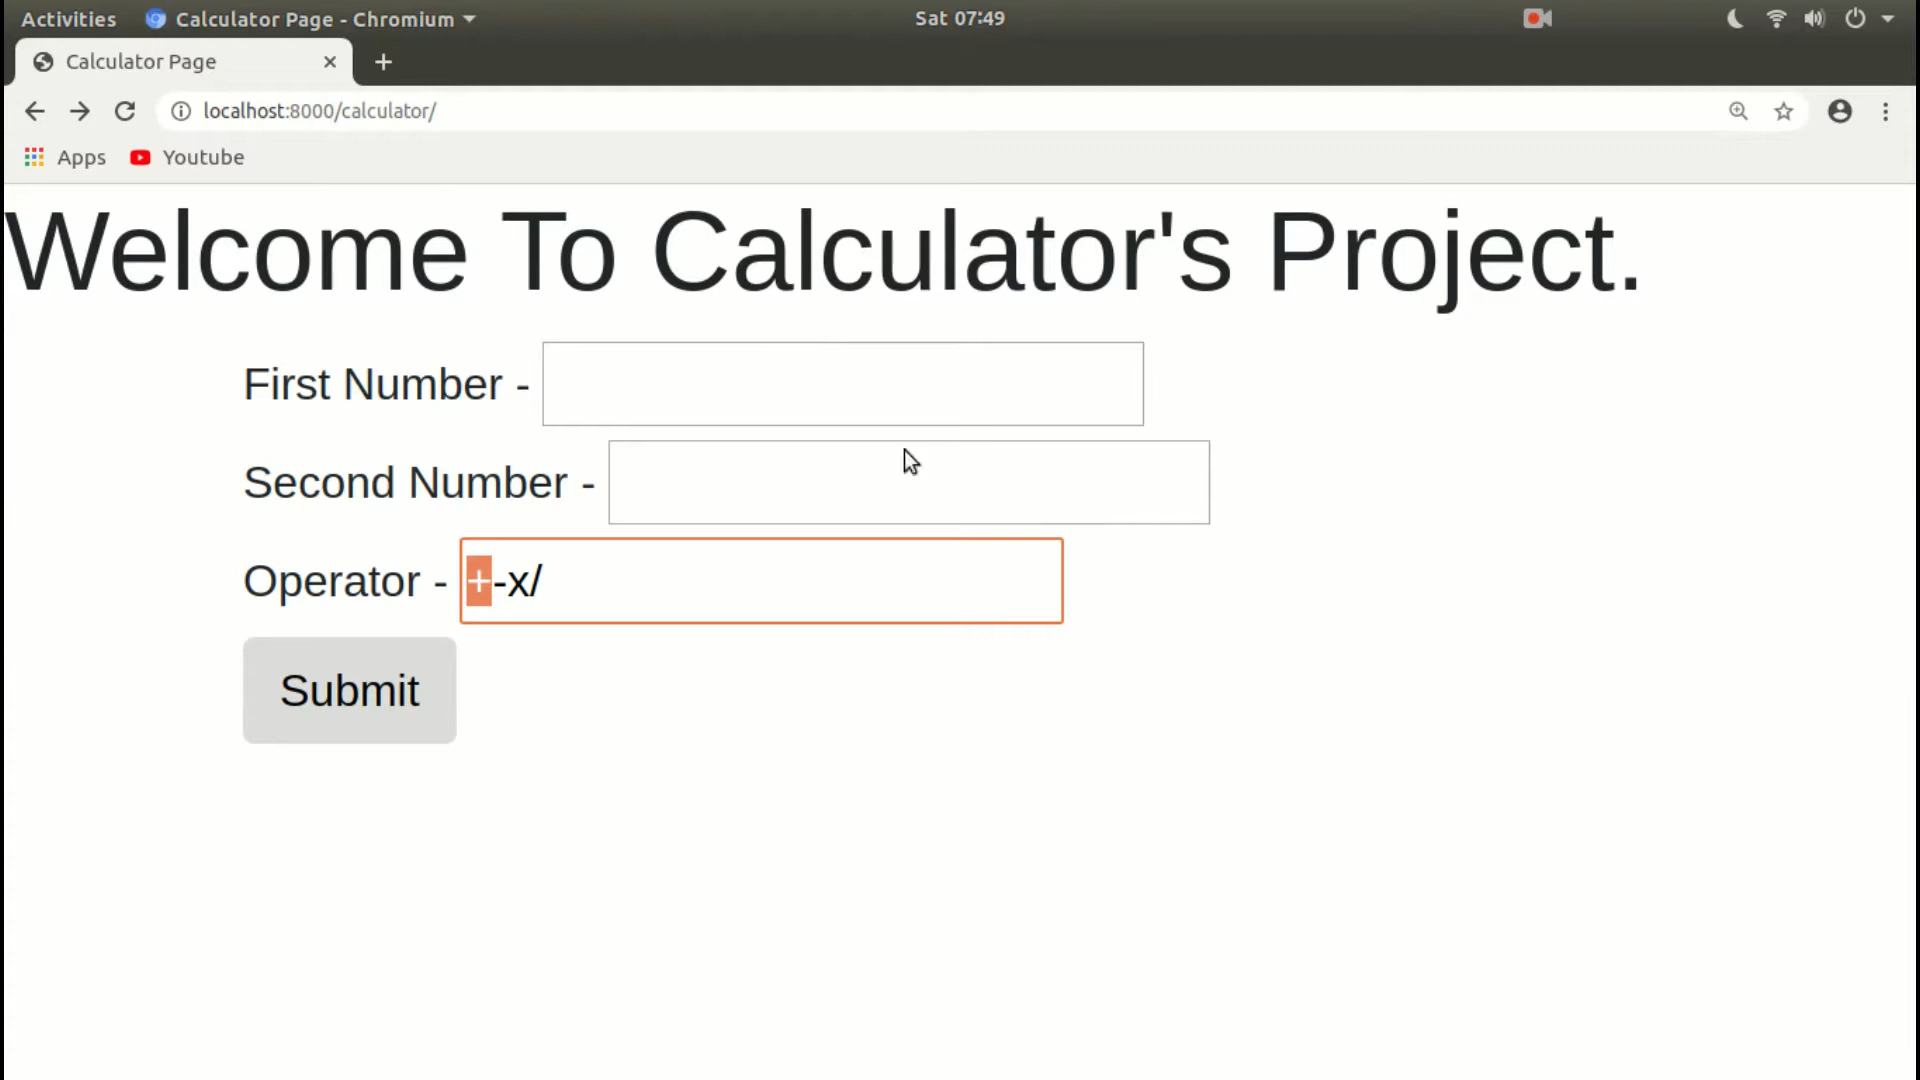 Activities Calculator Page - Chromium Sat 07:49
Calculator Page
localhost:8000/calculator/
Apps Youtube
Welcome To Calculator's Project.
First Number -
Second Number -
Operator - +-x/
Submit